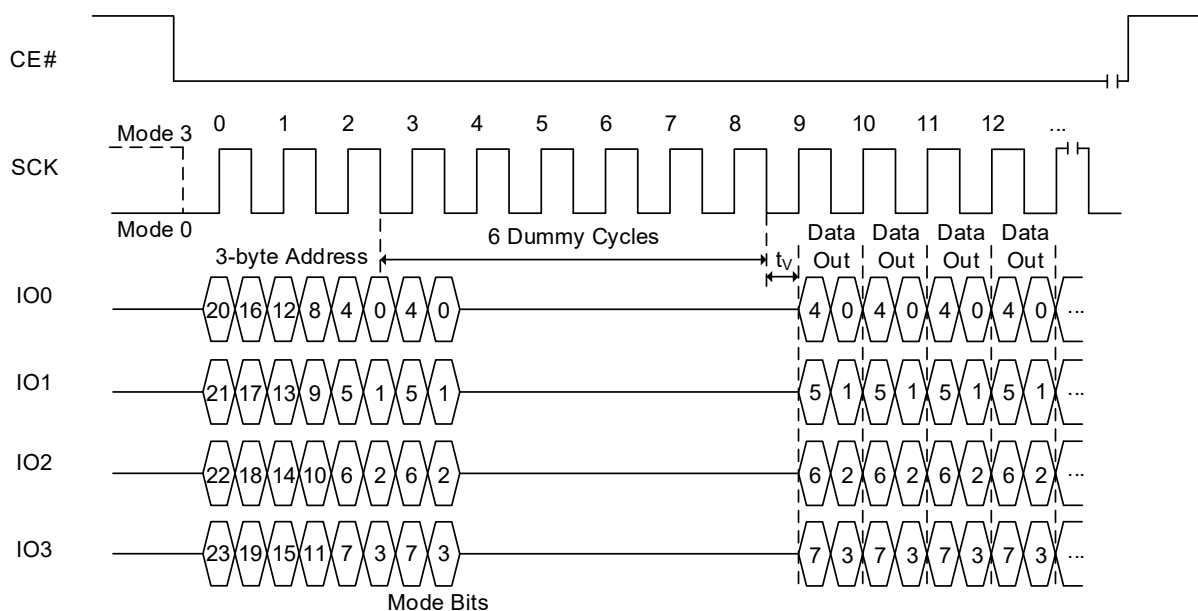 CE#
0 1 2 3 4 5 6 7 8 9 10 11 12 ...
Mode 3
SCK
Mode 0
6 Dummy Cycles
Data Data Data Data
3-byte Address
tV
Out Out Out Out
IO0 20 16 12 8 4 0 4 0 4 0 4 0 4 0 4 0 ...
IO1 21 17 13 9 5 1 5 1 5 1 5 1 5 1 5 1 ...
IO2 22 18 14 10 6 2 6 2 6 2 6 2 6 2 6 2 ...
IO3 23 19 15 11 7 3 7 3 7 3 7 3 7 3 7 3 ...
Mode Bits